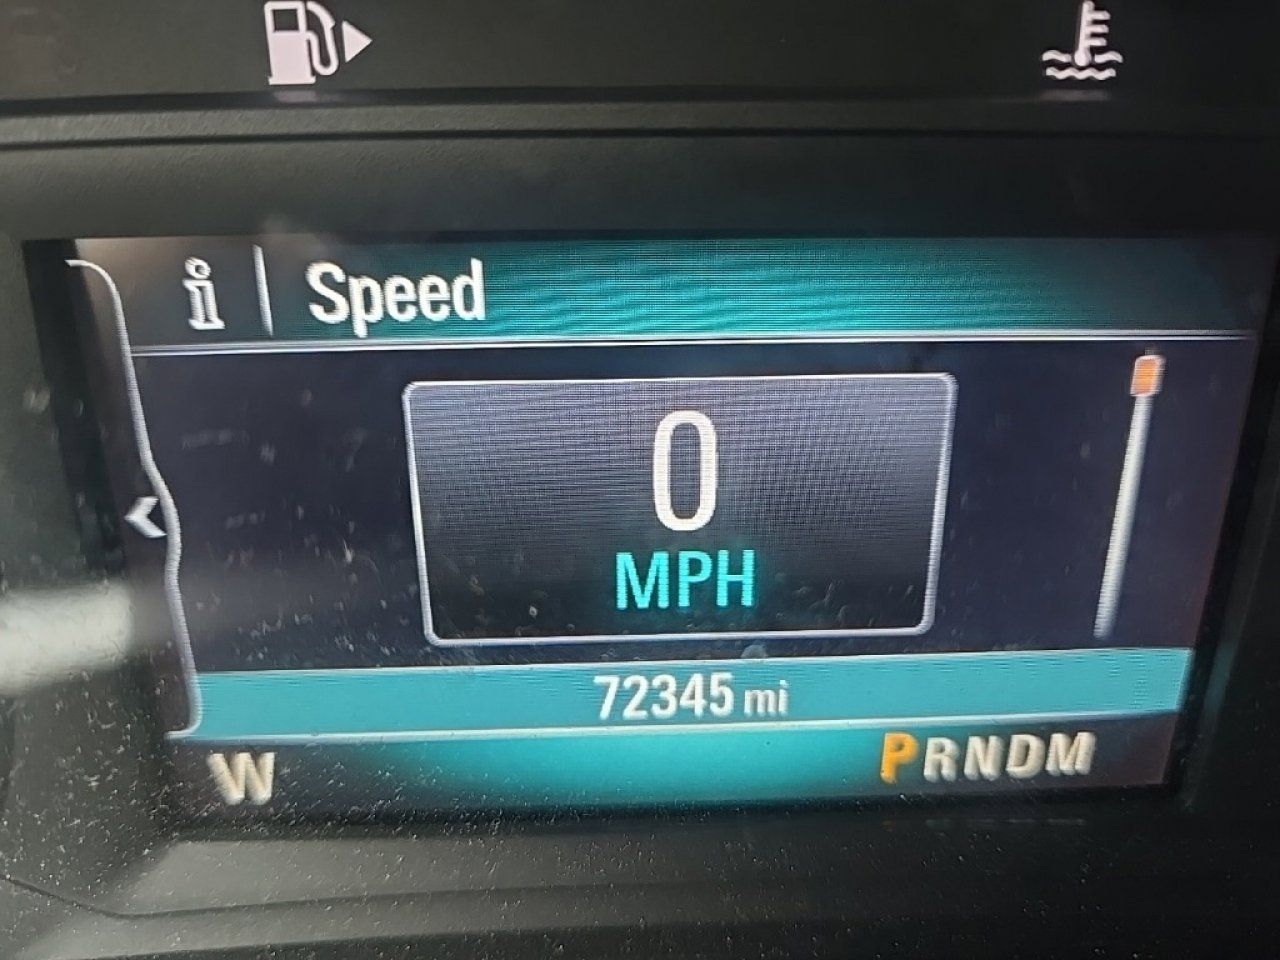 i | Speed
0
MPH
72345 mi
W PRNDM